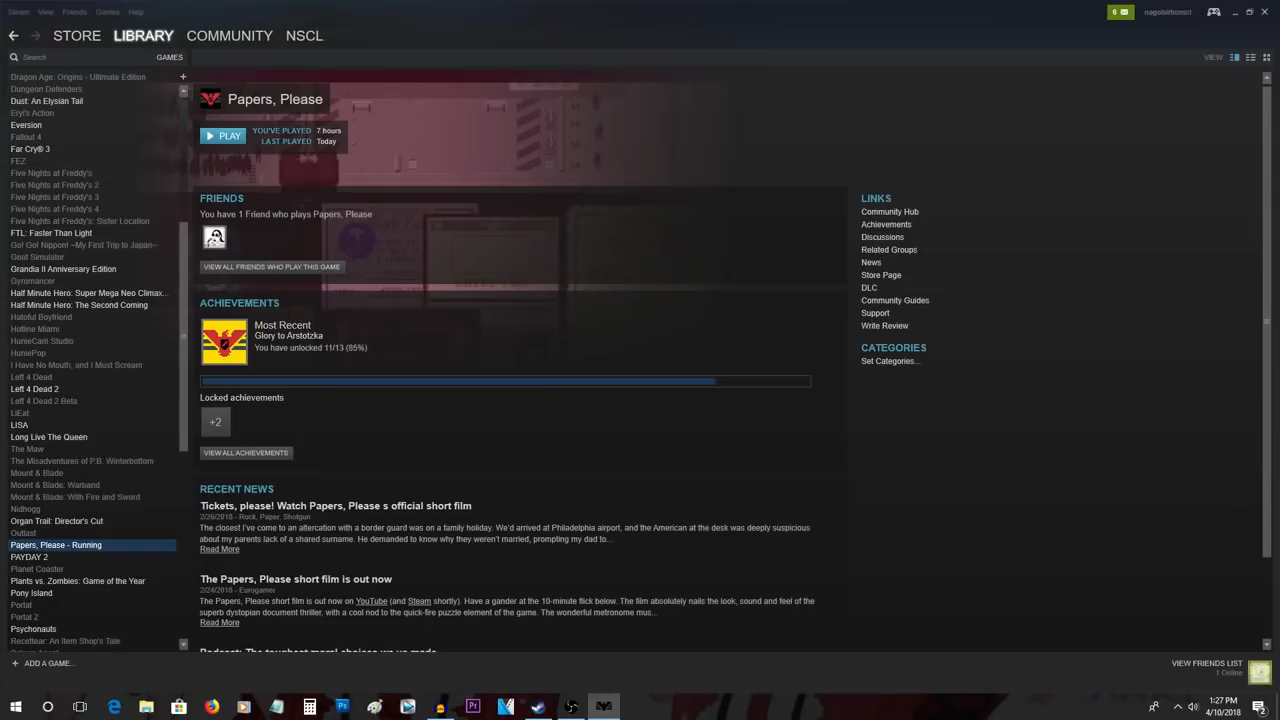 Steam View Friends Games Help
6
nagoisirhonscl
STORE LIBRARY COMMUNITY NSCL
Search GAMES
VIEW
Dragon Age: Origins - Ultimate Edition
Dungeon Defenders
Dust: An Elysian Tail
Eryi's Action
Eversion
Fallout 4
Far Cry® 3
FEZ
Five Nights at Freddy's
Five Nights at Freddy's 2
Five Nights at Freddy's 3
Five Nights at Freddy's 4
Five Nights at Freddy's: Sister Location
FTL: Faster Than Light
Go! Go! Nippon! ~My First Trip to Japan~
Goat Simulator
Grandia II Anniversary Edition
Gyromancer
Half Minute Hero: Super Mega Neo Climax...
Half Minute Hero: The Second Coming
Hatoful Boyfriend
Hotline Miami
HunieCam Studio
HuniePop
I Have No Mouth, and I Must Scream
Left 4 Dead
Left 4 Dead 2
Left 4 Dead 2 Beta
LiEat
LISA
Long Live The Queen
The Maw
The Misadventures of P.B. Winterbottom
Mount & Blade
Mount & Blade: Warband
Mount & Blade: With Fire and Sword
Nidhogg
Organ Trail: Director's Cut
Outlast
Papers, Please - Running
PAYDAY 2
Planet Coaster
Plants vs. Zombies: Game of the Year
Pony Island
Portal
Portal 2
Psychonauts
Recettear: An Item Shop's Tale
+ ADD A GAME...
Papers, Please
PLAY
YOU'VE PLAYED 7 hours
LAST PLAYED Today
FRIENDS
You have 1 Friend who plays Papers, Please
VIEW ALL FRIENDS WHO PLAY THIS GAME
ACHIEVEMENTS
Most Recent
Glory to Arstotzka
You have unlocked 11/13 (85%)
Locked achievements
+2
VIEW ALL ACHIEVEMENTS
RECENT NEWS
Tickets, please! Watch Papers, Please s official short film
2/26/2018 - Rock, Paper, Shotgun
The closest I've come to an altercation with a border guard was on a family holiday. We'd arrived at Philadelphia airport, and the American at the desk was deeply suspicious
about my parents lack of a shared surname. He demanded to know why they weren't married, prompting my dad to...
Read More
The Papers, Please short film is out now
2/24/2018 - Eurogamer
The Papers, Please short film is out now on YouTube (and Steam shortly). Have a gander at the 10-minute flick below. The film absolutely nails the look, sound and feel of the
superb dystopian document thriller, with a cool nod to the quick-fire puzzle element of the game. The wonderful metronome mus...
Read More
Podcast: The toughest moral choices we ve made
LINKS
Community Hub
Achievements
Discussions
Related Groups
News
Store Page
DLC
Community Guides
Support
Write Review
CATEGORIES
Set Categories...
VIEW FRIENDS LIST
1 Online
1:27 PM
4/10/2018
2